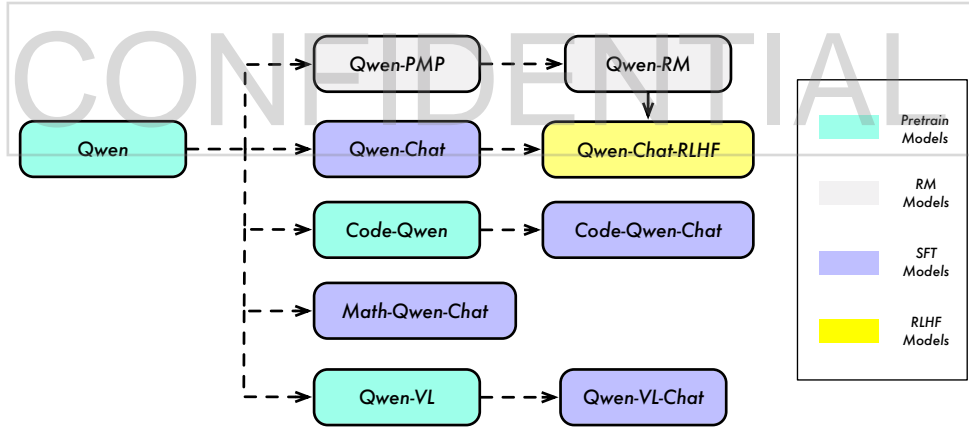 CONFIDENTIAL
Qwen-PMP
Qwen-RM
Qwen
Qwen-Chat
Qwen-Chat-RLHF
Code-Qwen
Code-Qwen-Chat
Math-Qwen-Chat
Qwen-VL
Qwen-VL-Chat
Pretrain
Models
RM
Models
SFT
Models
RLHF
Models